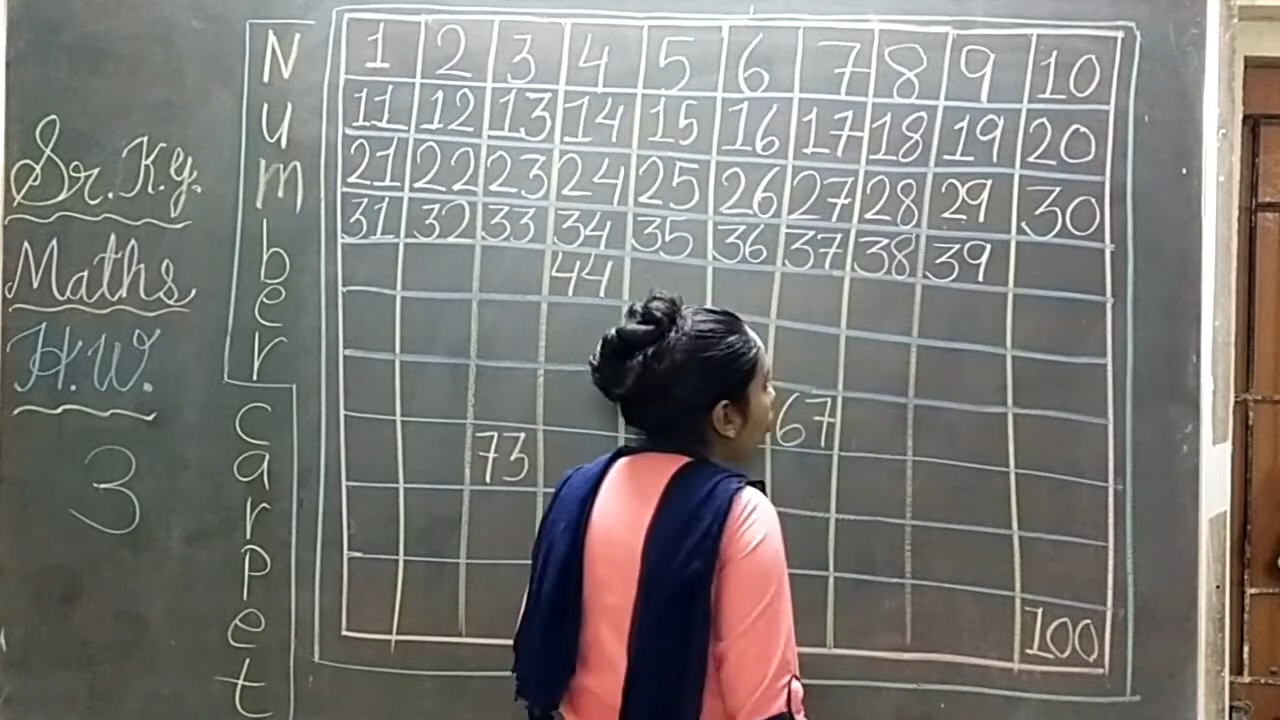 Sr. K.g.
Maths
H.W.
3
Number
carpet
1 2 3 4 5 6 7 8 9 10
11 12 13 14 15 16 17 18 19 20
21 22 23 24 25 26 27 28 29 30
31 32 33 34 35 36 37 38 39
44
67
73
100